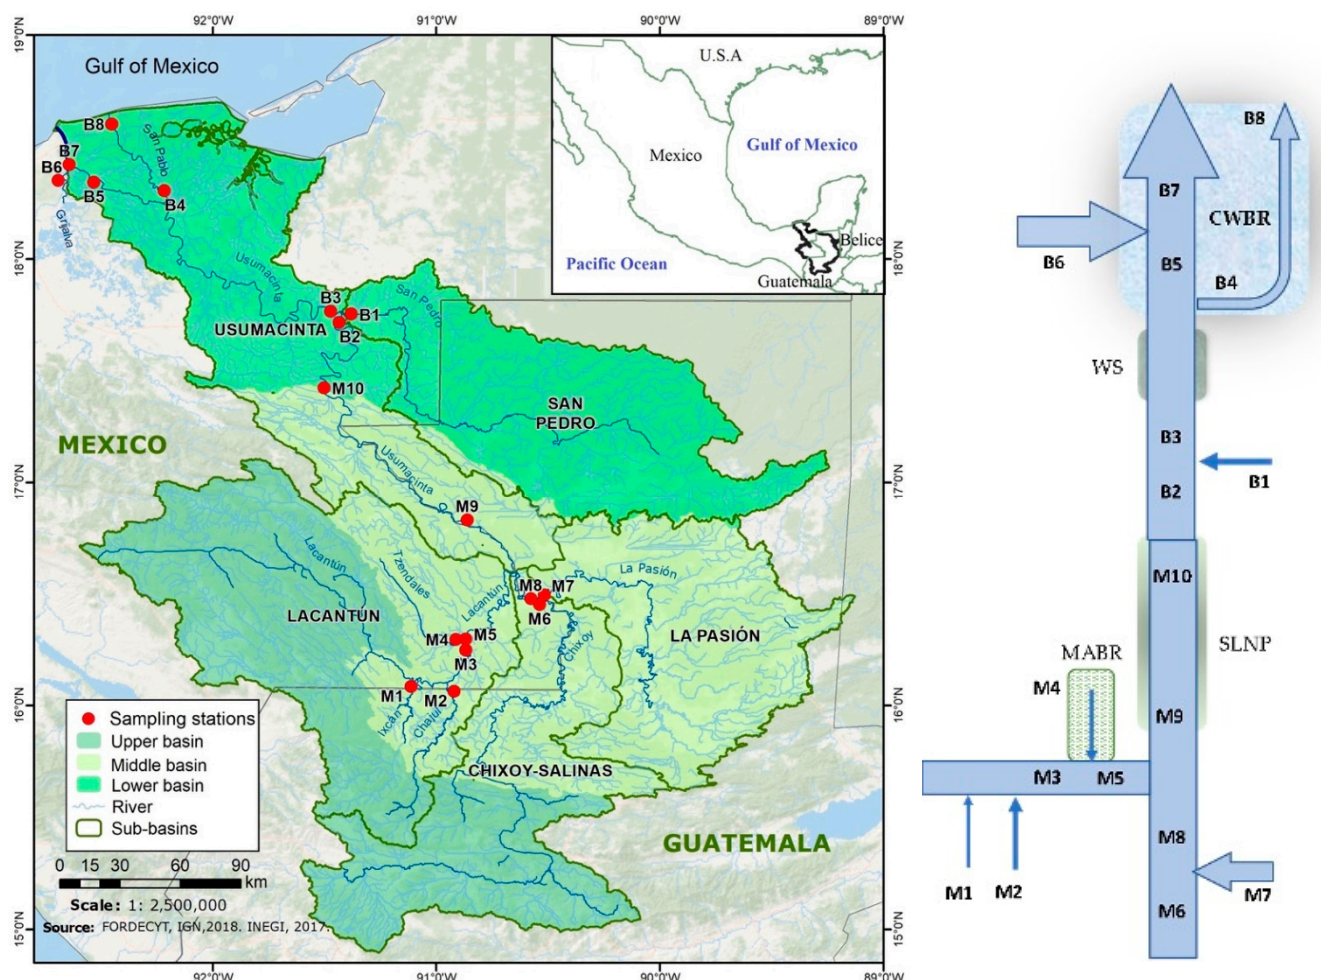 92°0'W 91°0'W 90°0'W 89°0'W
19°0'N
18°0'N
17°0'N
16°0'N
15°0'N
Gulf of Mexico
B8
B7
B6
B5
B4
San Pablo
Grijalva
Usumacinta
B3
B1
B2
San Pedro
USUMACINTA
M10
SAN
PEDRO
MEXICO
Usumacinta
M9
Lacantún
Tzendales
Lacantún
La Pasión
M8 M7
M6
LACANTÚN
M4 M5
M3
Chixoy
LA PASIÓN
M1 M2
Ixcán
Chajul
CHIXOY-SALINAS
GUATEMALA
U.S.A
Mexico
Gulf of Mexico
Pacific Ocean
Belice
Guatemala
18°0'N
17°0'N
16°0'N
15°0'N
Sampling stations
Upper basin
Middle basin
Lower basin
River
Sub-basins
0 15 30 60 90
km
Scale: 1: 2,500,000
Source: FORDECYT, IGN,2018. INEGI, 2017.
92°0'W 91°0'W 90°0'W 89°0'W
B8
B7
CWBR
B6
B5
B4
WS
B3
B1
B2
M10
MABR
SLNP
M4
M9
M3 M5
M8
M1 M2
M7
M6